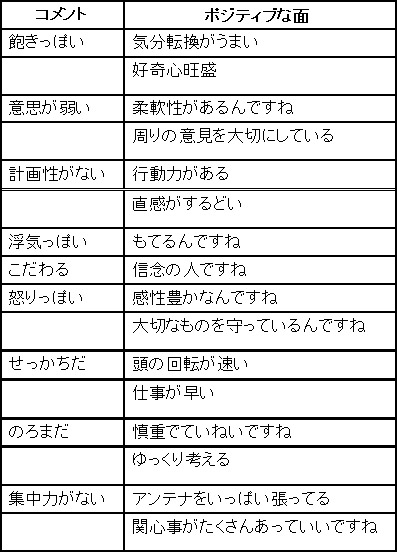 コメント ポジティブな面
飽きっぽい 気分転換がうまい
好奇心旺盛
意思が弱い 柔軟性があるんですね
周りの意見を大切にしている
計画性がない 行動力がある
直感がするどい
浮気っぽい もてるんですね
こだわる 信念の人ですね
怒りっぽい 感性豊かなんですね
大切なものを守っているんですね
せっかちだ 頭の回転が速い
仕事が早い
のろまだ 慎重でていねいですね
ゆっくり考える
集中力がない アンテナをいっぱい張ってる
関心事がたくさんあっていいですね